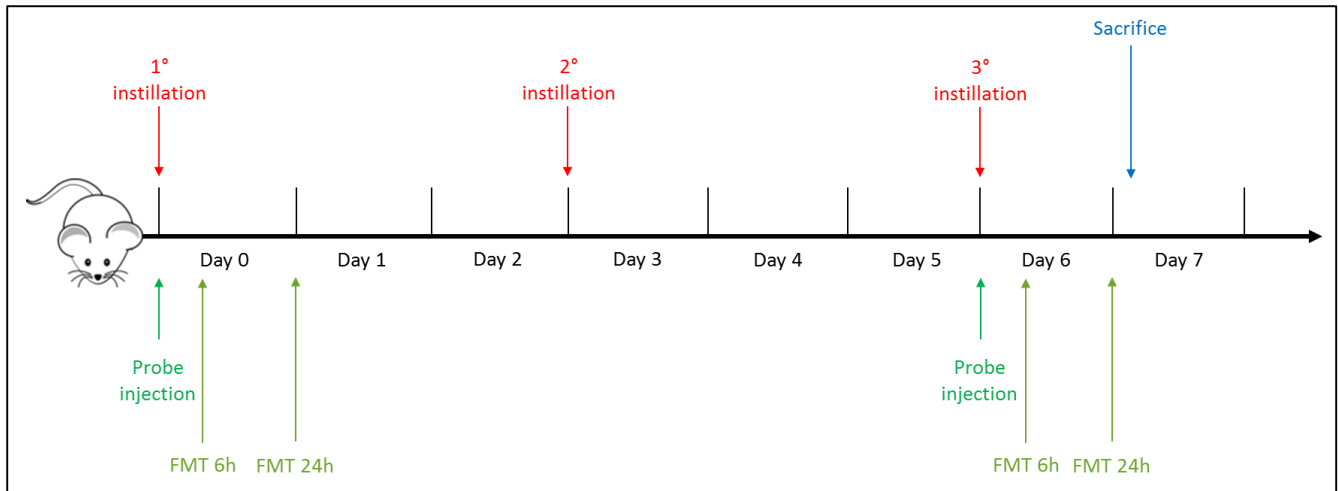 Sacrifice
1°
instillation
2°
instillation
3°
instillation
Day 0
Day 1
Day 2
Day 3
Day 4
Day 5
Day 6
Day 7
Probe
injection
Probe
injection
FMT 6h
FMT 24h
FMT 6h
FMT 24h